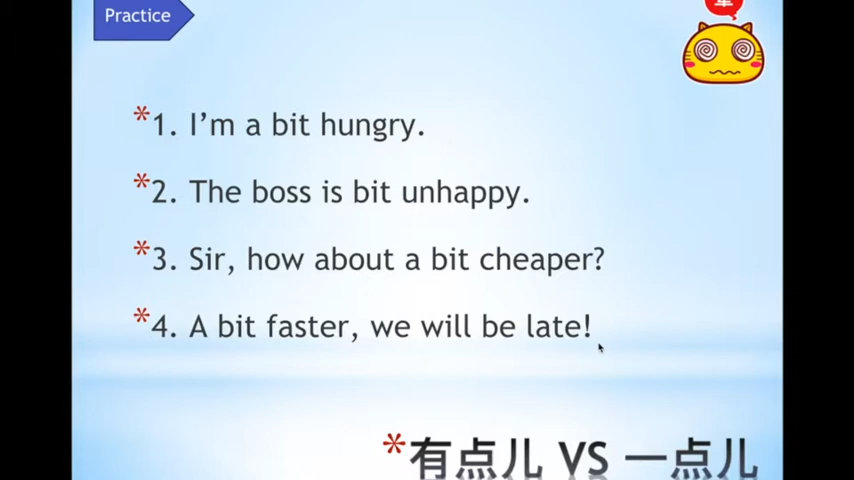 Practice
*1. I'm a bit hungry.
*2. The boss is bit unhappy.
*3. Sir, how about a bit cheaper?
*4. A bit faster, we will be late!
*有点儿 VS 一点儿